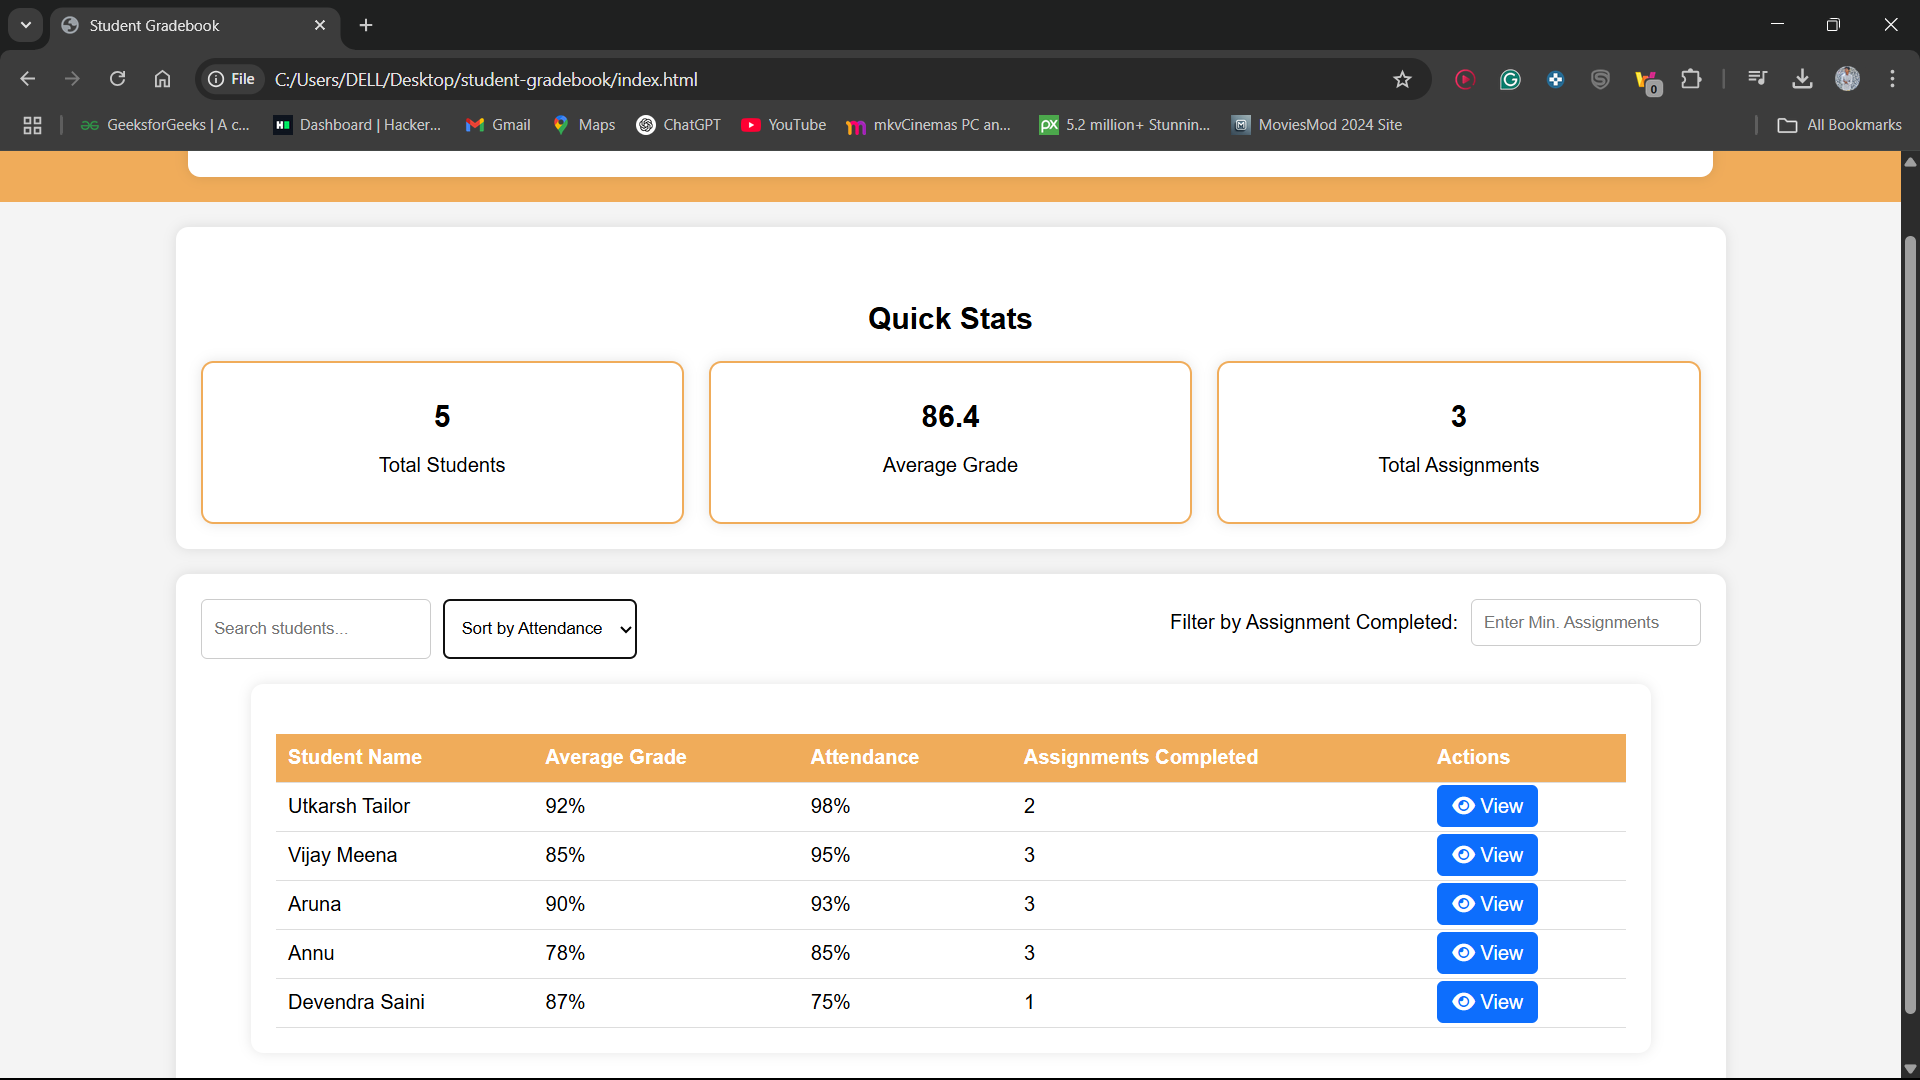 Student Gradebook
File C:/Users/DELL/Desktop/student-gradebook/index.html
0
GeeksforGeeks | A c... Dashboard | Hacker... Gmail Maps ChatGPT YouTube mkvCinemas PC an... 5.2 million+ Stunnin... MoviesMod 2024 Site All Bookmarks
Quick Stats
5 86.4 3
Total Students Average Grade Total Assignments
Search students... Sort by Attendance Filter by Assignment Completed: Enter Min. Assignments
Student Name Average Grade Attendance Assignments Completed Actions
Utkarsh Tailor 92% 98% 2 View
Vijay Meena 85% 95% 3 View
Aruna 90% 93% 3 View
Annu 78% 85% 3 View
Devendra Saini 87% 75% 1 View